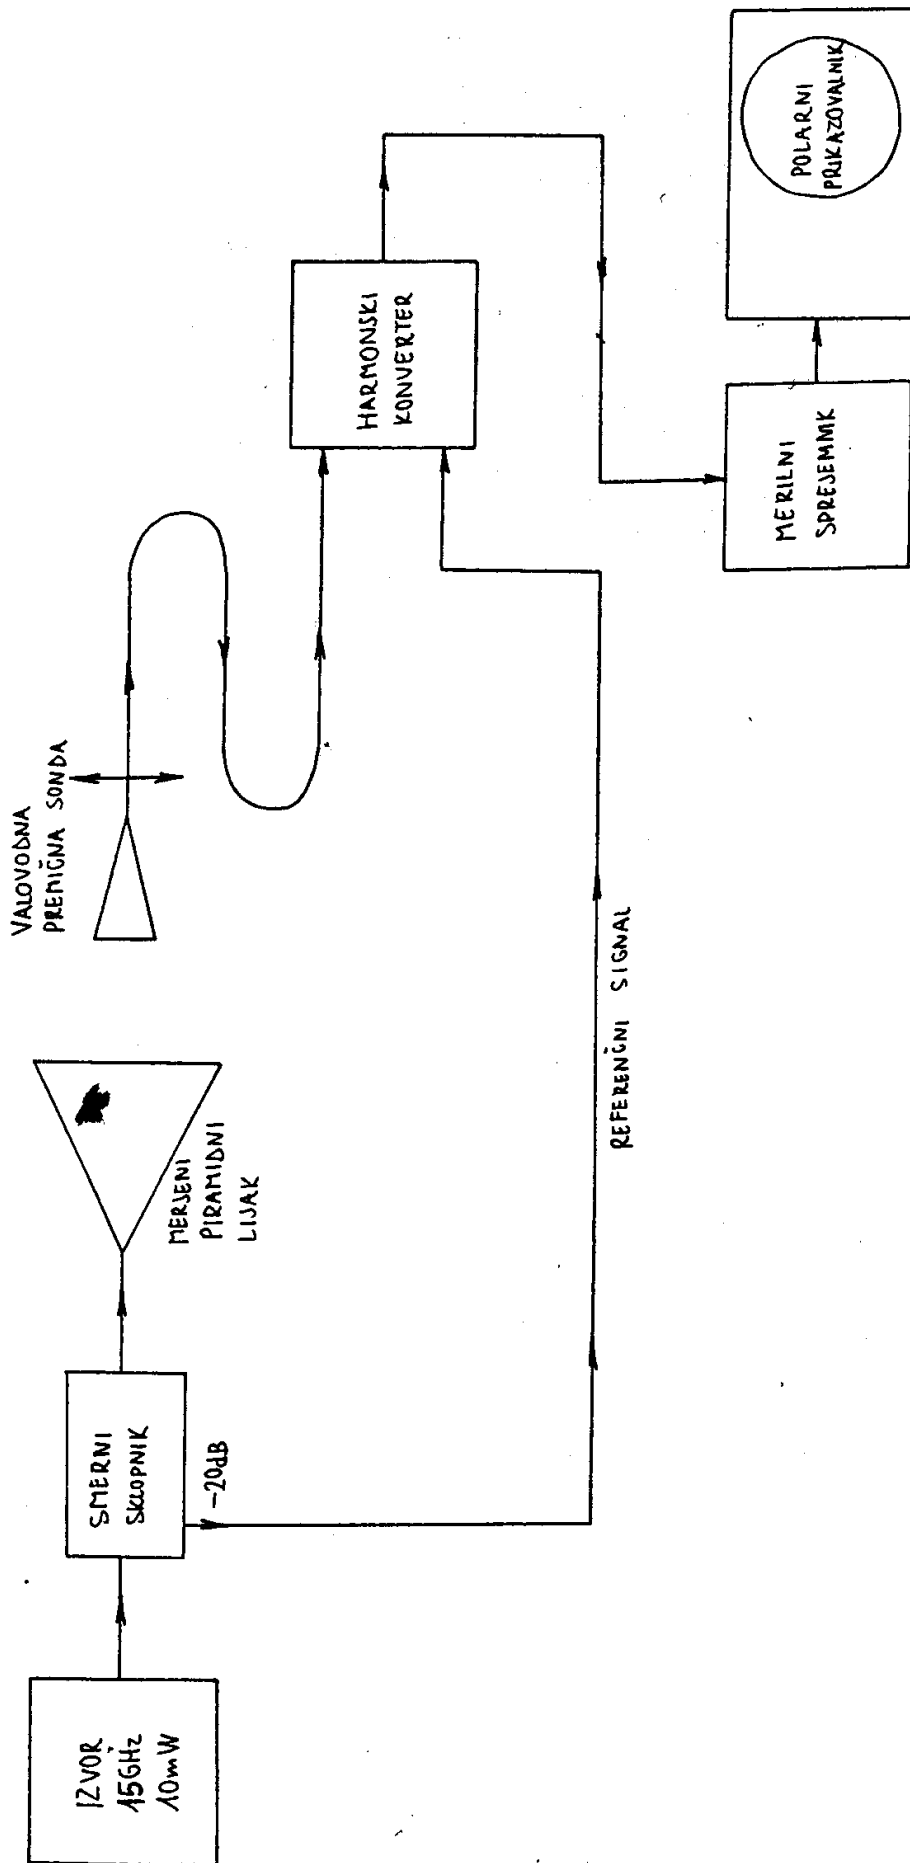 IZVOR
15GHz
10mW
SMERNI
SKLOPNIK
-20dB
MERJENI
PIRAMIDNI
LIJAK
VALOVODNA
PREMIČNA SONDA
REFERENČNI SIGNAL
HARMONSKI
KONVERTER
MERILNI
SPREJEMNIK
POLARNI
PRIKAZOVALNIK